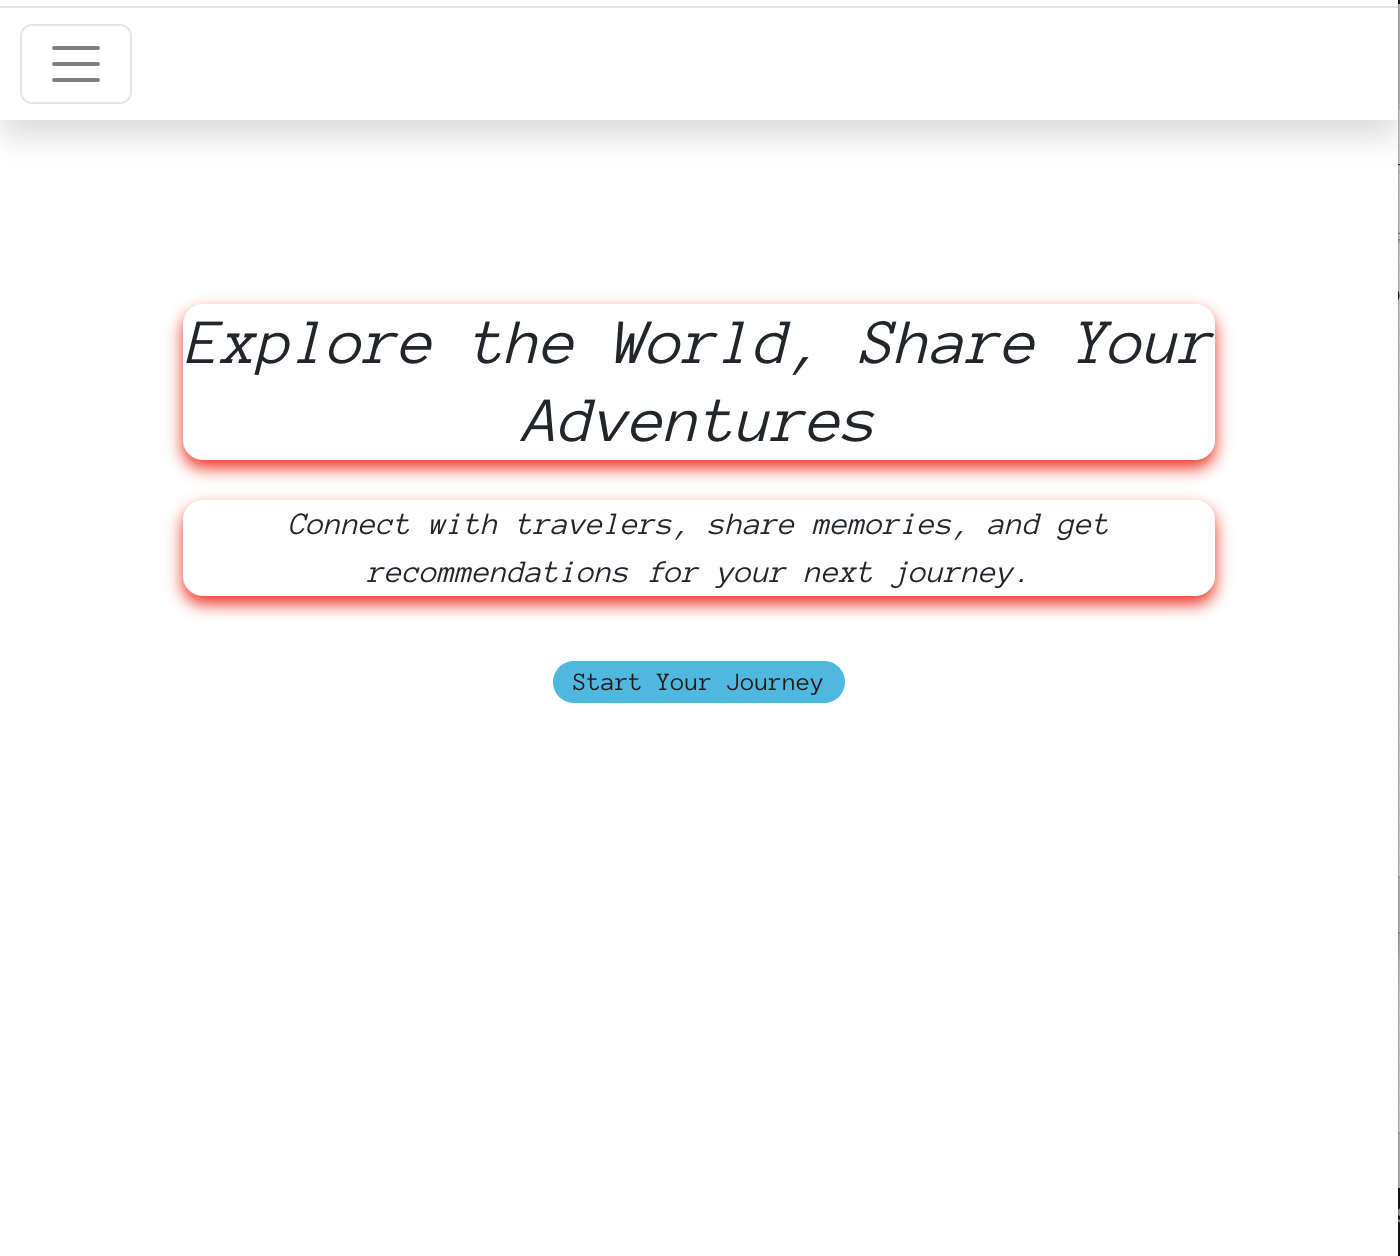 Explore the World, Share Your
Adventures
Connect with travelers, share memories, and get
recommendations for your next journey.
Start Your Journey